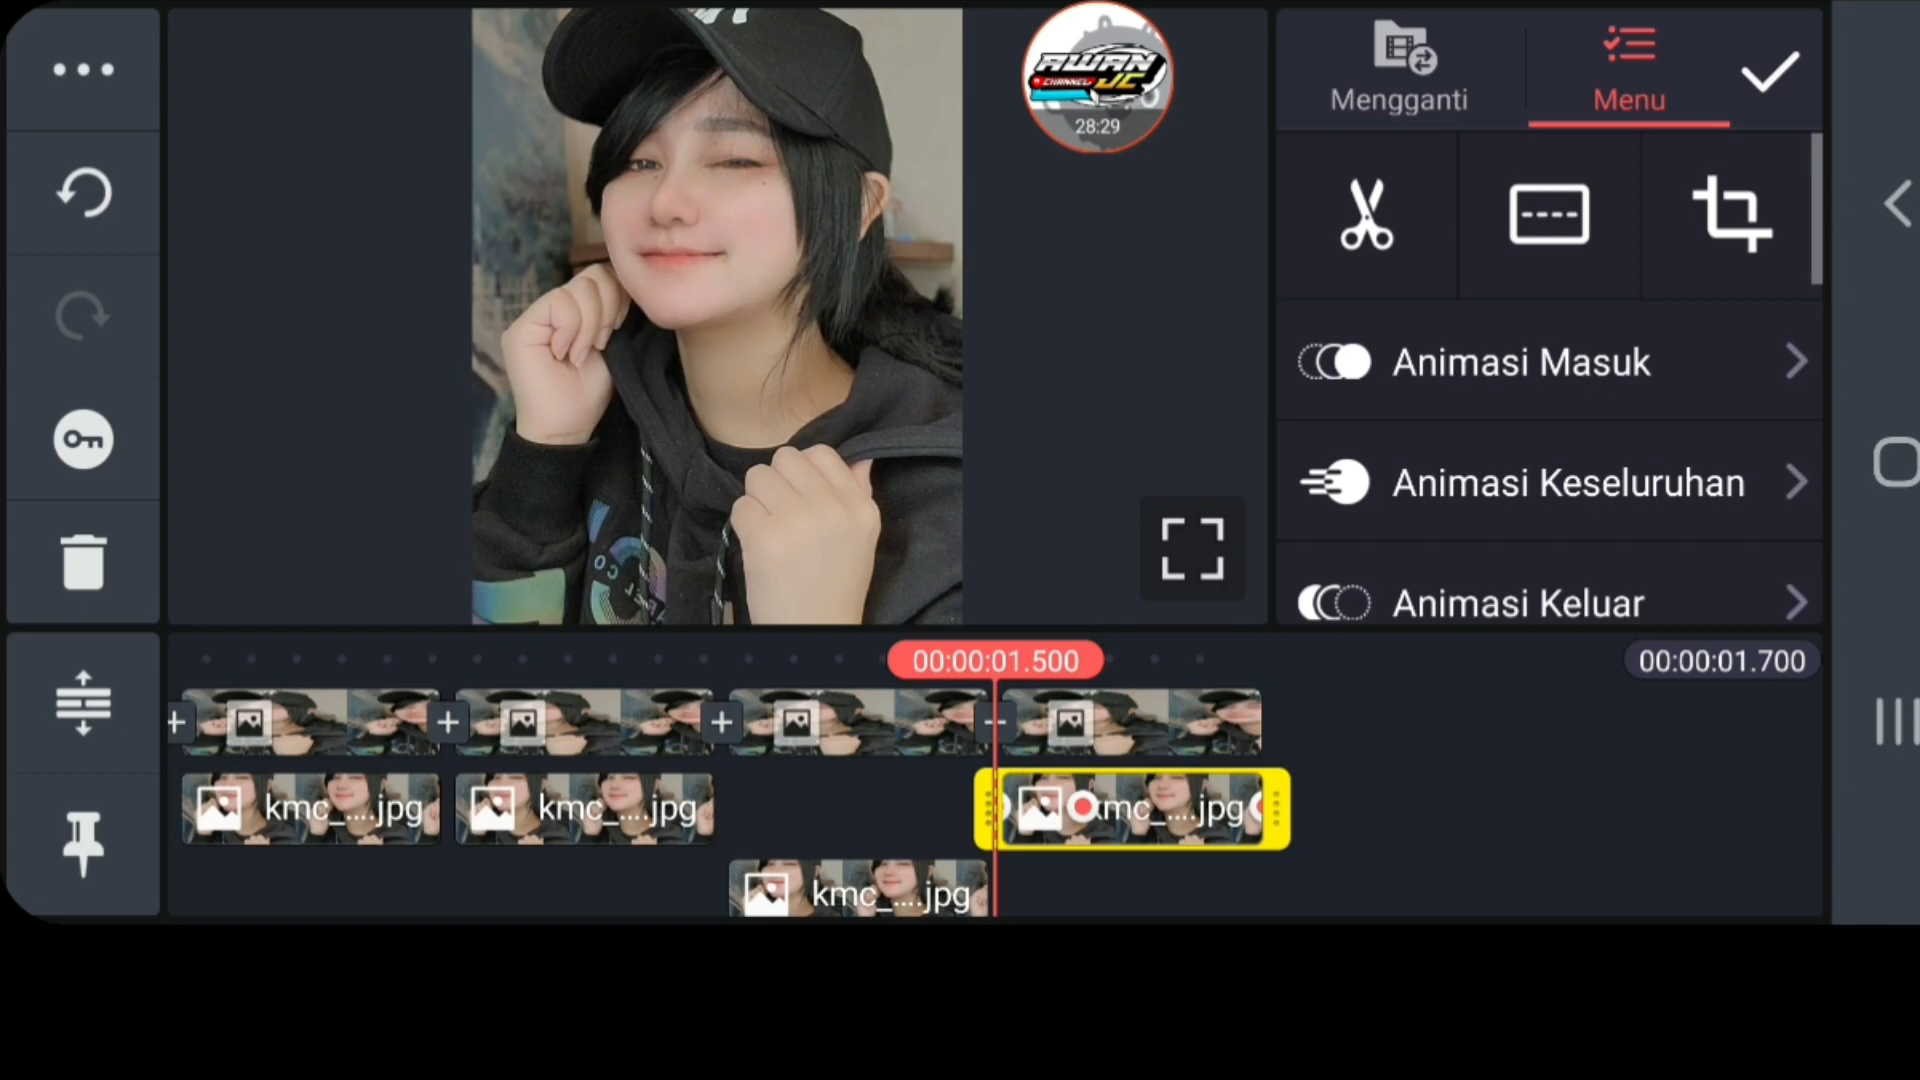 AWAN
CHANNEL JC
28:29
Mengganti
Menu
Animasi Masuk
Animasi Keseluruhan
Animasi Keluar
00:00:01.500
00:00:01.700
kmc_....jpg
kmc_....jpg
kmc_....jpg
kmc_....jpg